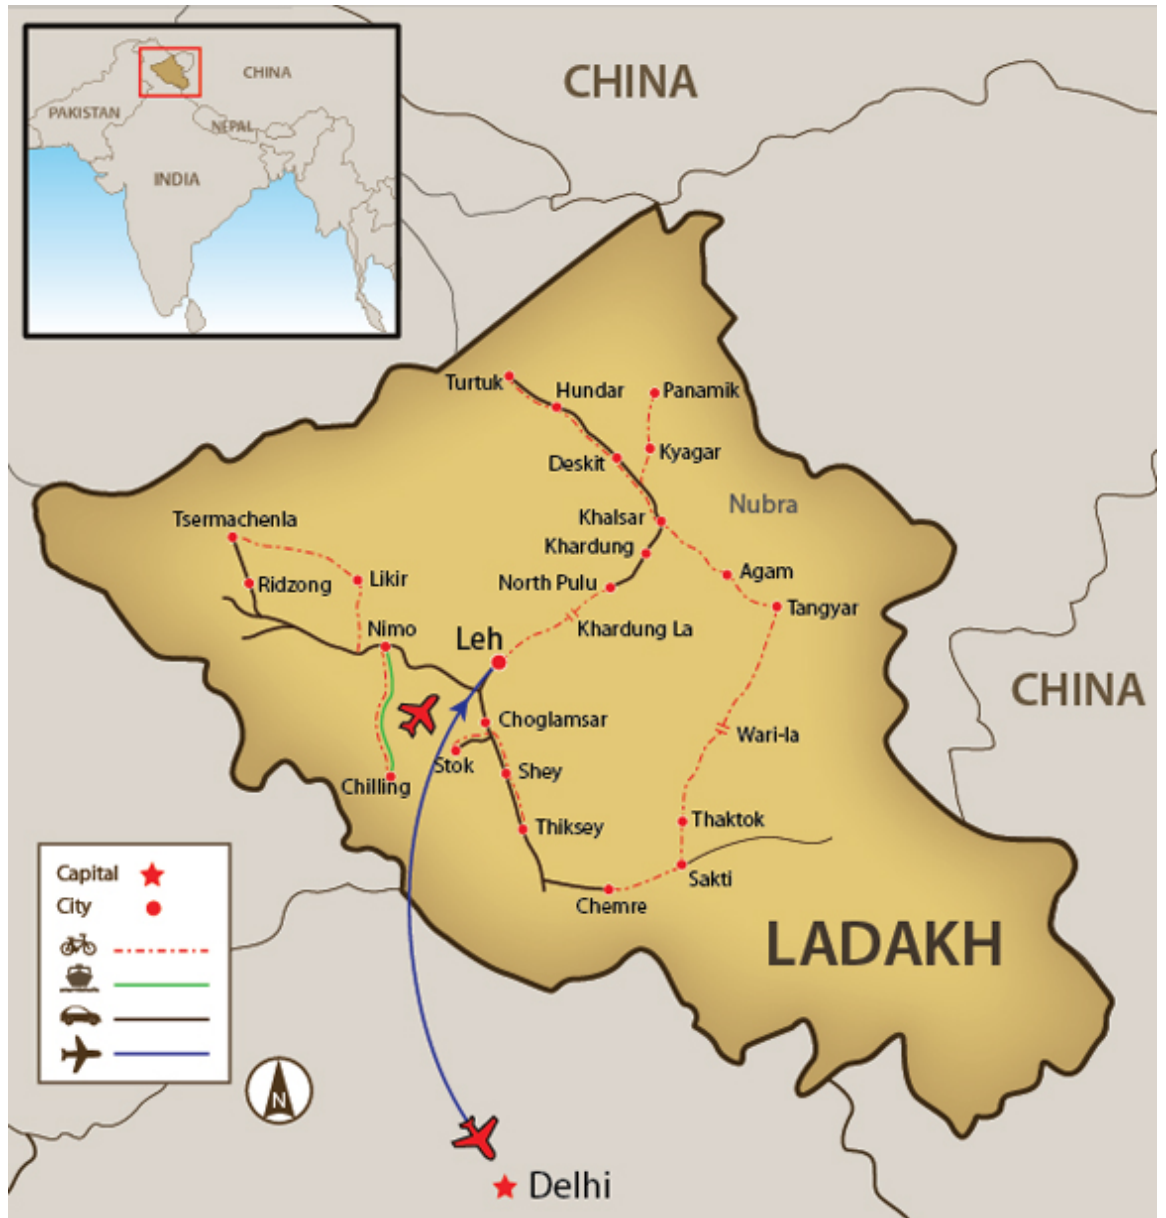 CHINA
PAKISTAN
NEPAL
INDIA
CHINA
Turtuk
Hundar
Panamik
Deskit
Kyagar
Nubra
Tsermachenla
Khalsar
Khardung
Ridzong
Likir
North Pulu
Agam
Tangyar
Nimo
Leh
Khardung La
CHINA
Choglamsar
Wari-la
Stok
Shey
Chilling
Thiksey
Thaktok
Sakti
Chemre
LADAKH
Capital
City
N
Delhi